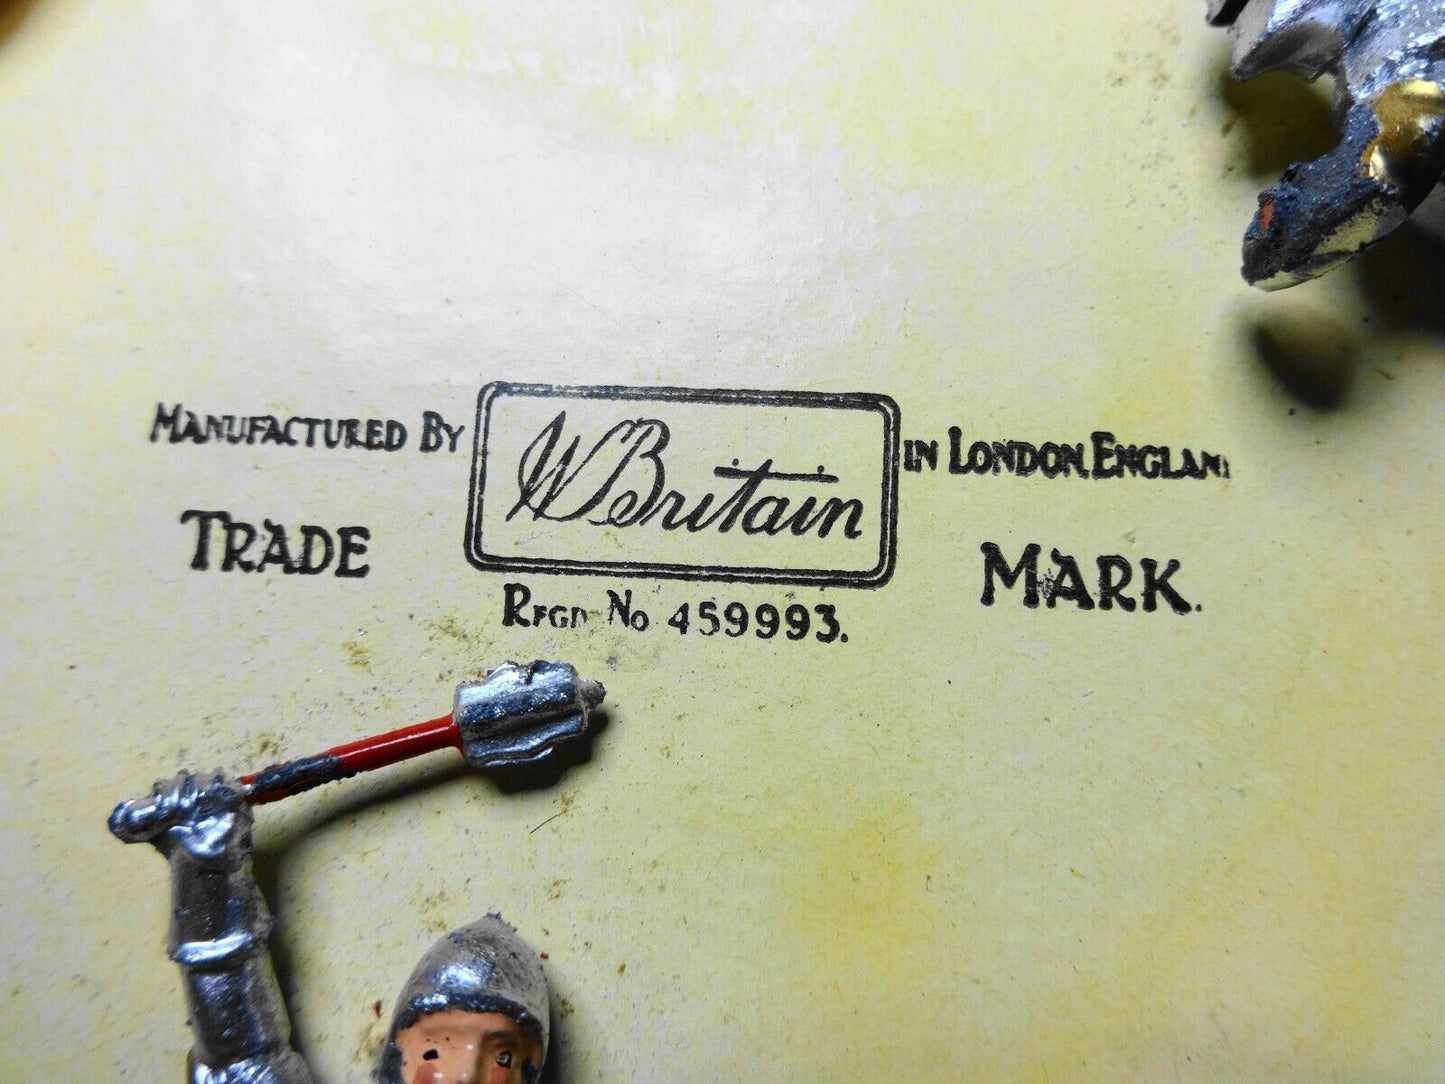 MANUFACTURED BY W Britain IN LONDON, ENGLAND
TRADE MARK.
REGD No 459993.